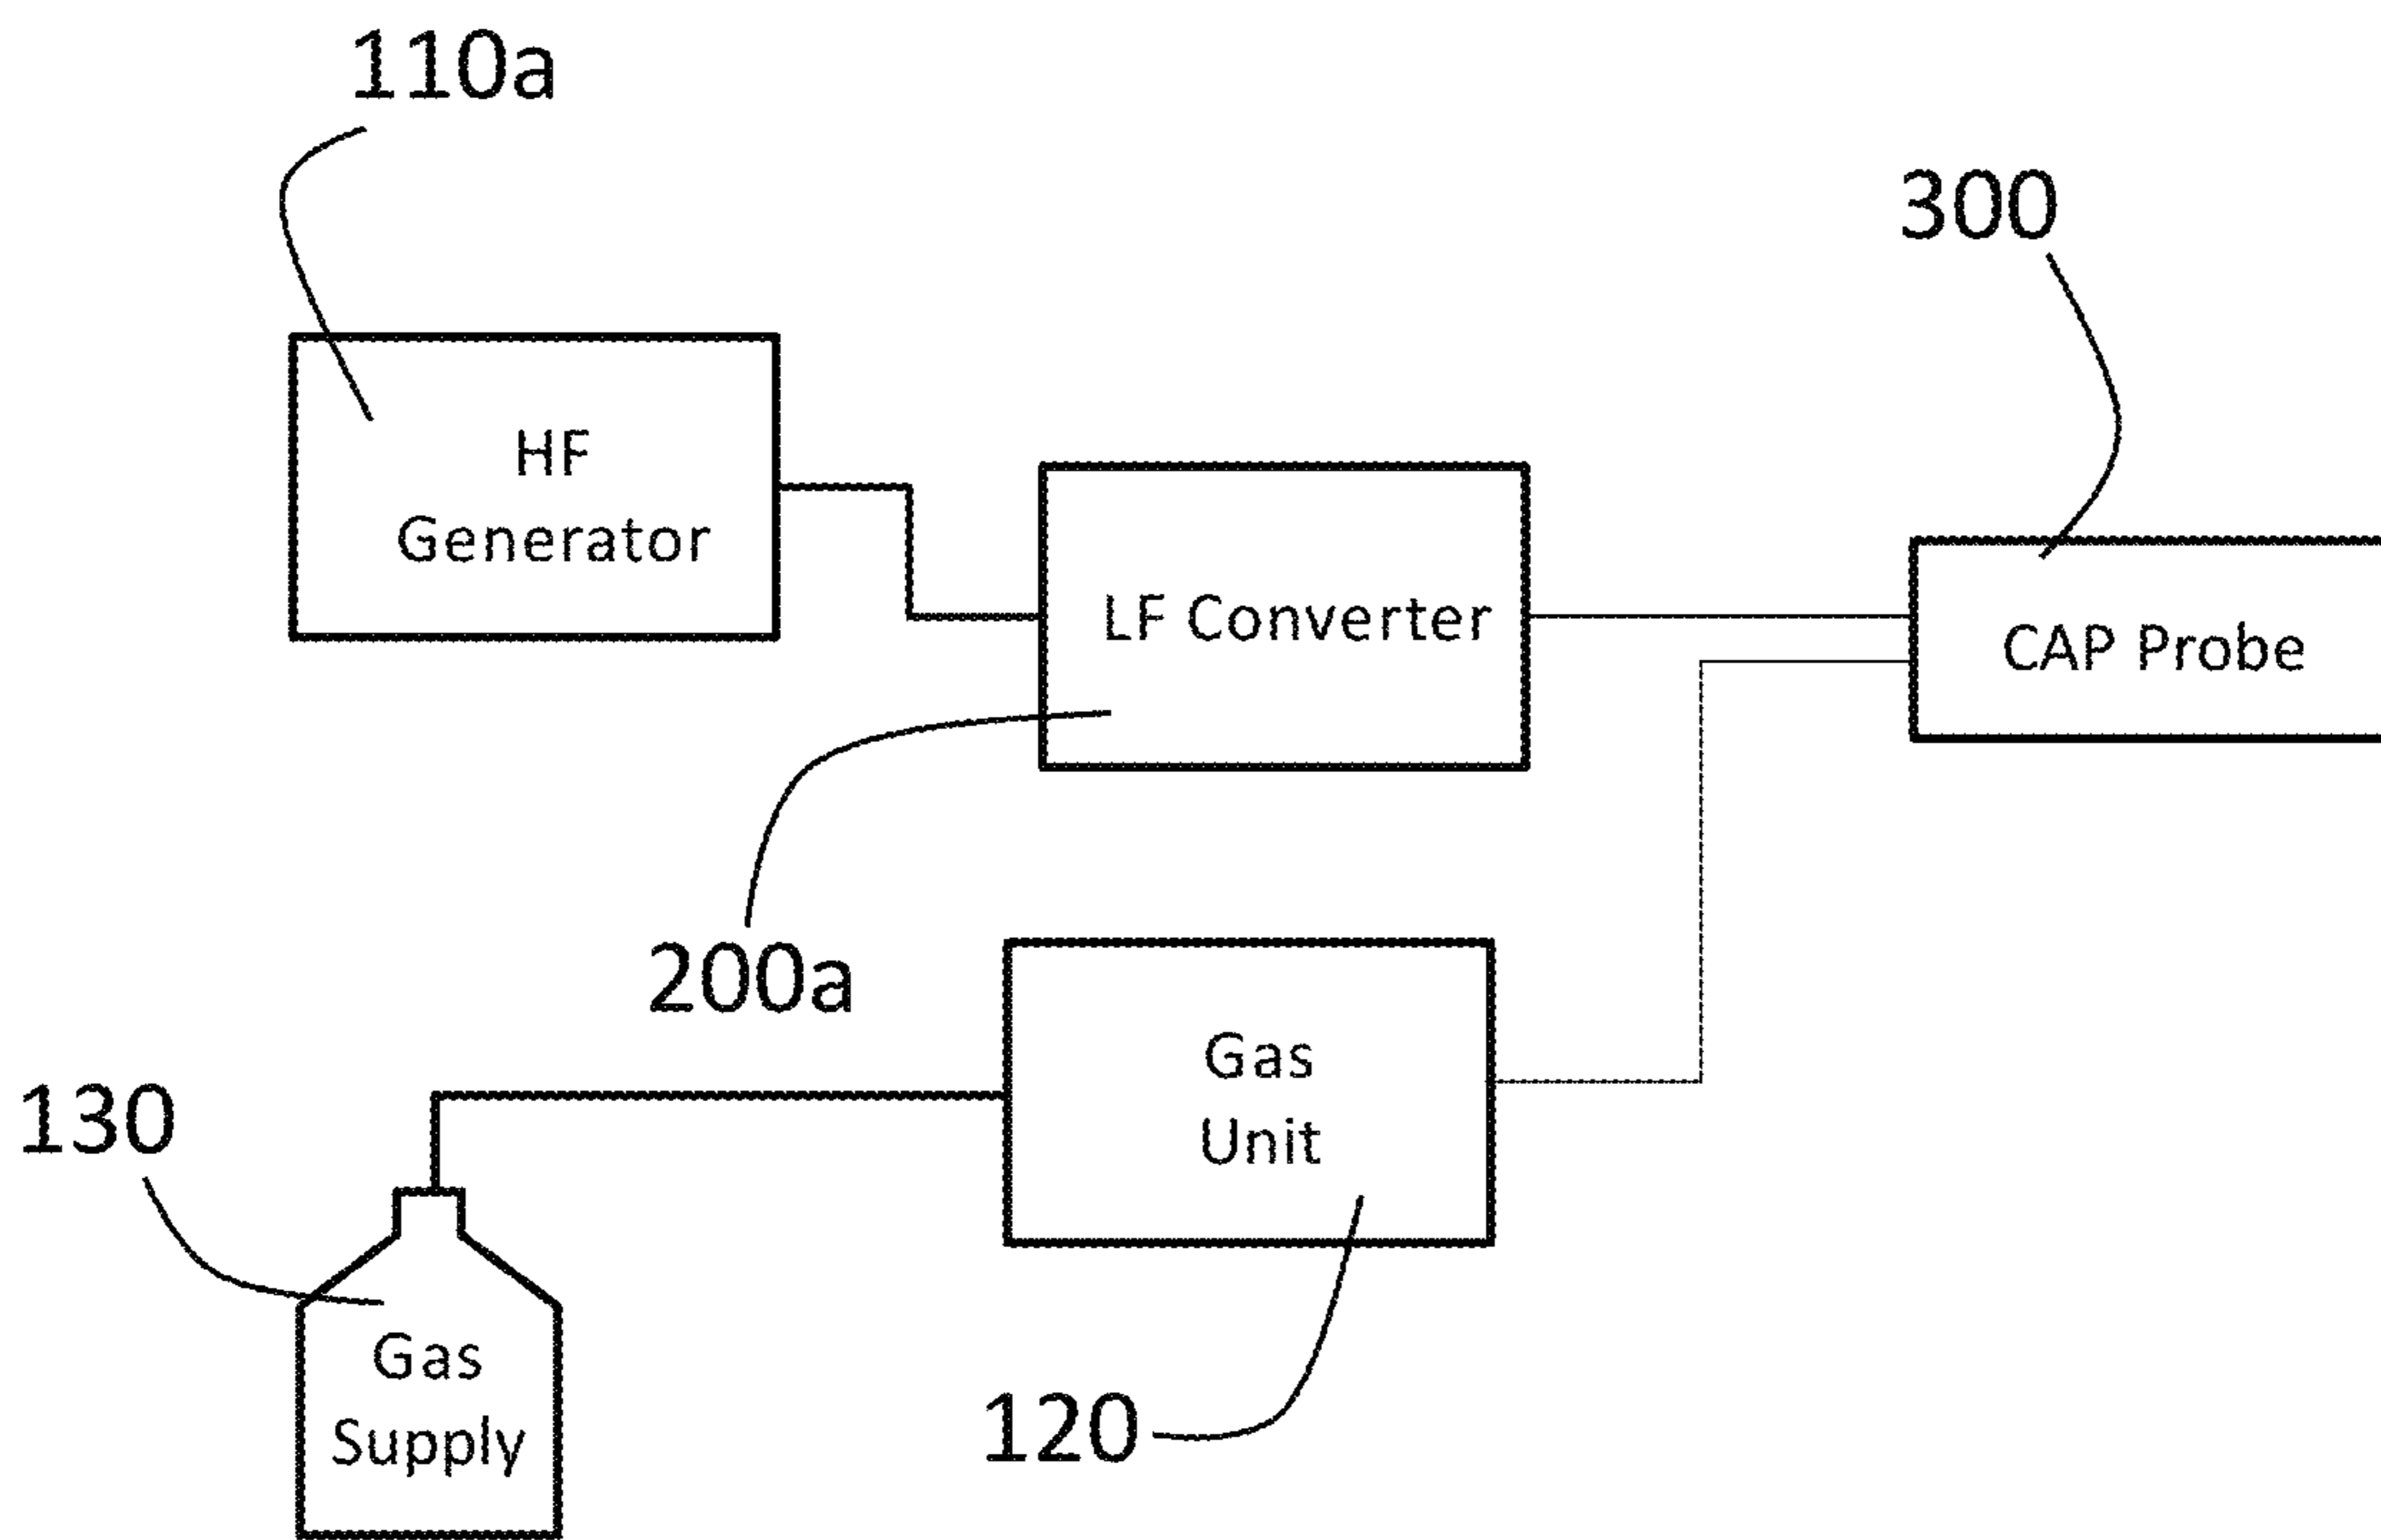 110a
300
HF
Generator
LF Converter
CAP Probe
200a
Gas
Unit
130
Gas
Supply
120